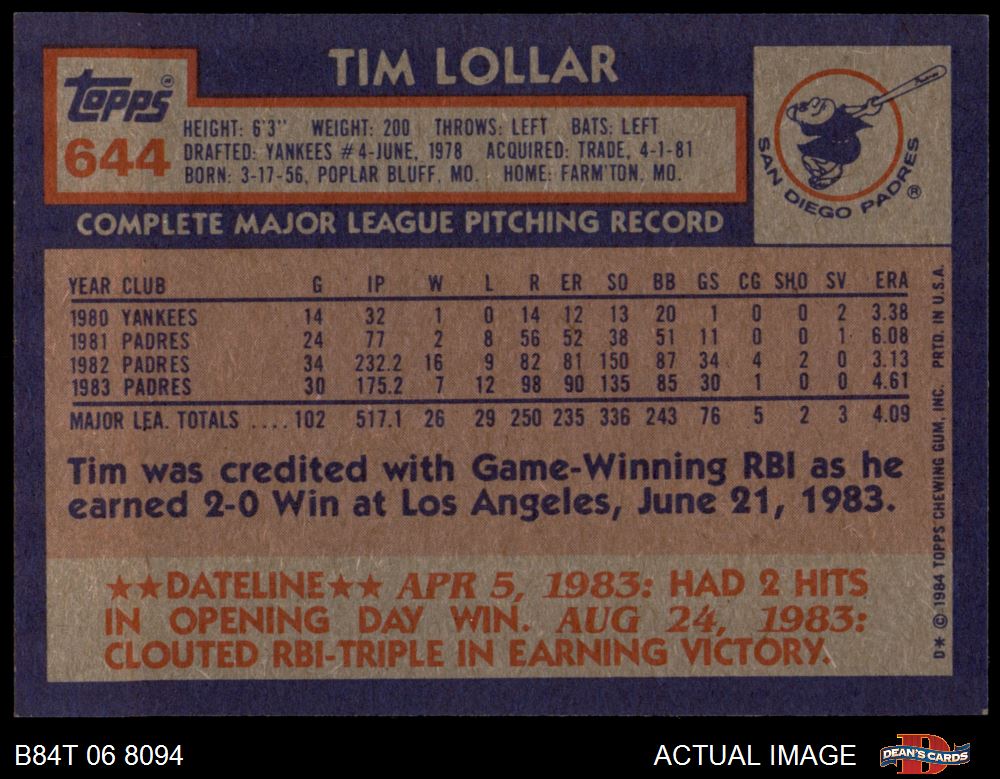 TIM LOLLAR
Topps®
644
HEIGHT: 6'3" WEIGHT: 200 THROWS: LEFT BATS: LEFT
DRAFTED: YANKEES #4-JUNE, 1978 ACQUIRED: TRADE, 4-1-81
BORN: 3-17-56, POPLAR BLUFF, MO. HOME: FARM'TON, MO.
SAN DIEGO PADRES ®
COMPLETE MAJOR LEAGUE PITCHING RECORD
YEAR CLUB G IP W L R ER SO BB GS CG SHO SV ERA
1980 YANKEES 14 32 1 0 14 12 13 20 1 0 0 2 3.38
1981 PADRES 24 77 2 8 56 52 38 51 11 0 0 1 6.08
1982 PADRES 34 232.2 16 9 82 81 150 87 34 4 2 0 3.13
1983 PADRES 30 175.2 7 12 98 90 135 85 30 1 0 0 4.61
MAJOR LEA. TOTALS ....102 517.1 26 29 250 235 336 243 76 5 2 3 4.09
Tim was credited with Game-Winning RBI as he
earned 2-0 Win at Los Angeles, June 21, 1983.
★★DATELINE★★ APR 5, 1983: HAD 2 HITS
IN OPENING DAY WIN. AUG 24, 1983:
CLOUTED RBI-TRIPLE IN EARNING VICTORY.
D* © 1984 TOPPS CHEWING GUM, INC. PRTD. IN U.S.A.
B84T 06 8094
ACTUAL IMAGE
DEAN'S CARDS